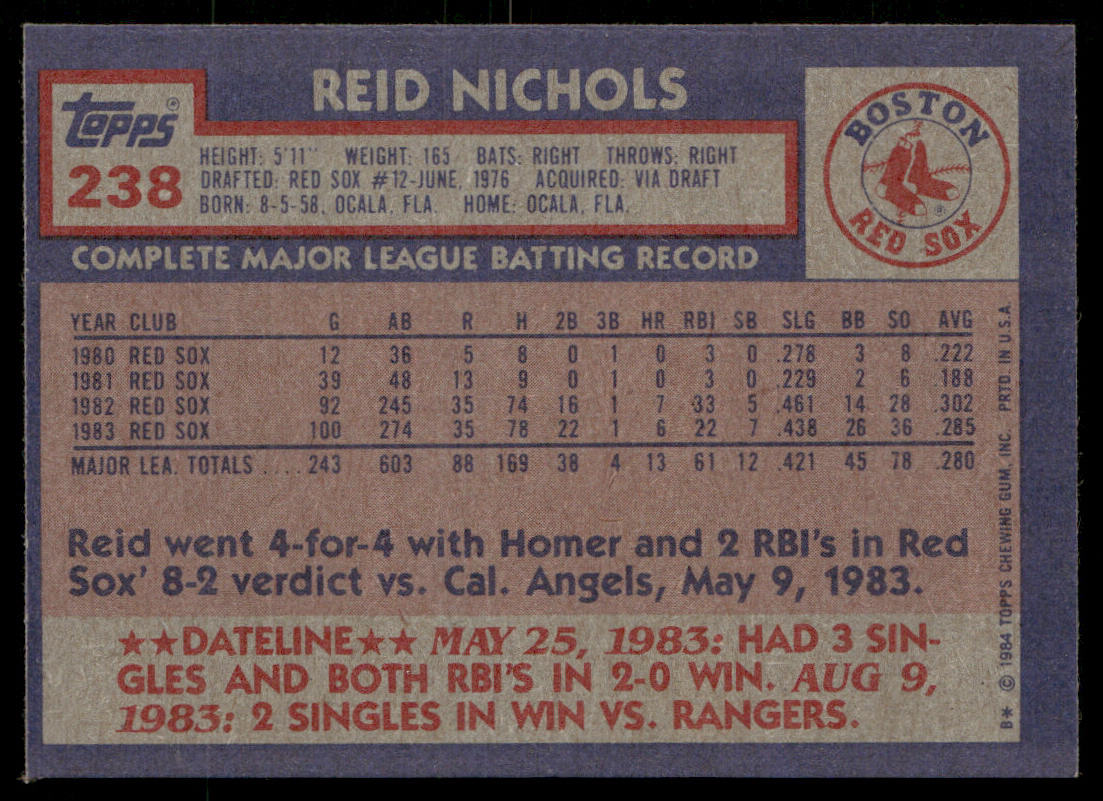 REID NICHOLS
Topps®
238
HEIGHT: 5'11" WEIGHT: 165 BATS: RIGHT THROWS: RIGHT
DRAFTED: RED SOX #12-JUNE, 1976 ACQUIRED: VIA DRAFT
BORN: 8-5-58, OCALA, FLA. HOME: OCALA, FLA.
BOSTON
RED SOX
®
COMPLETE MAJOR LEAGUE BATTING RECORD
YEAR CLUB G AB R H 2B 3B HR RBI SB SLG BB SO AVG
1980 RED SOX 12 36 5 8 0 1 0 3 0 .278 3 8 .222
1981 RED SOX 39 48 13 9 0 1 0 3 0 .229 2 6 .188
1982 RED SOX 92 245 35 74 16 1 7 33 5 .461 14 28 .302
1983 RED SOX 100 274 35 78 22 1 6 22 7 .438 26 36 .285
MAJOR LEA. TOTALS .... 243 603 88 169 38 4 13 61 12 .421 45 78 .280
Reid went 4-for-4 with Homer and 2 RBI's in Red
Sox' 8-2 verdict vs. Cal. Angels, May 9, 1983.
★★DATELINE★★ MAY 25, 1983: HAD 3 SIN-
GLES AND BOTH RBI'S IN 2-0 WIN. AUG 9,
1983: 2 SINGLES IN WIN VS. RANGERS.
B* © 1984 TOPPS CHEWING GUM, INC. PRTD. IN U.S.A.